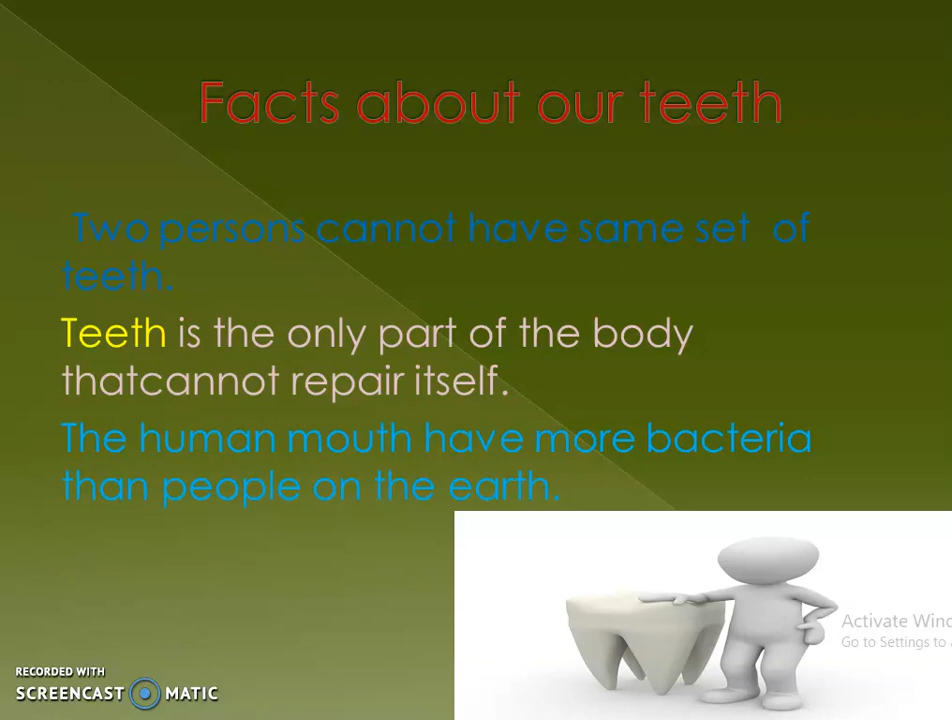 Facts about our teeth
Two persons cannot have same set of
teeth.
Teeth is the only part of the body
thatcannot repair itself.
The human mouth have more bacteria
than people on the earth.
Activate Wind
Go to Settings to
RECORDED WITH
SCREENCAST MATIC